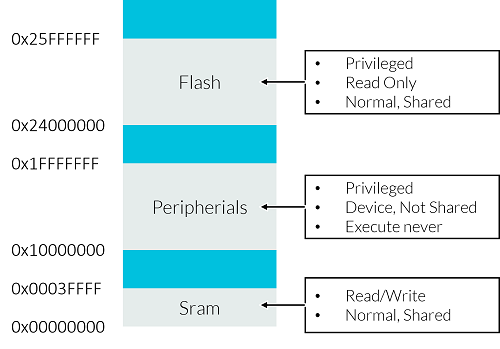 0x25FFFFFF
Flash
• Privileged
• Read Only
• Normal, Shared
0x24000000
0x1FFFFFFF
Peripherials
• Privileged
• Device, Not Shared
• Execute never
0x10000000
0x0003FFFF
Sram
• Read/Write
• Normal, Shared
0x00000000